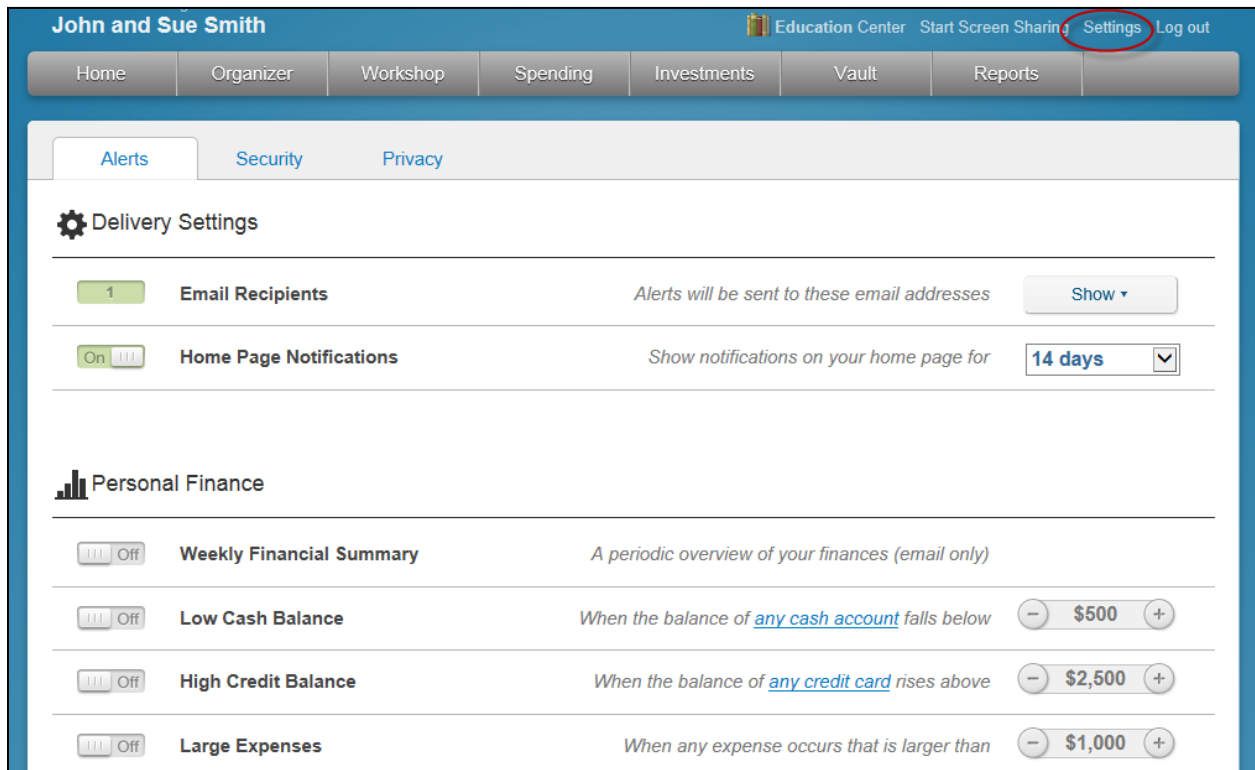 John and Sue Smith
Education Center Start Screen Sharing Settings Log out
Home Organizer Workshop Spending Investments Vault Reports
Alerts Security Privacy
Delivery Settings
1 Email Recipients Alerts will be sent to these email addresses Show
On Home Page Notifications Show notifications on your home page for 14 days
Personal Finance
Off Weekly Financial Summary A periodic overview of your finances (email only)
Off Low Cash Balance When the balance of any cash account falls below - $500 +
Off High Credit Balance When the balance of any credit card rises above - $2,500 +
Off Large Expenses When any expense occurs that is larger than - $1,000 +